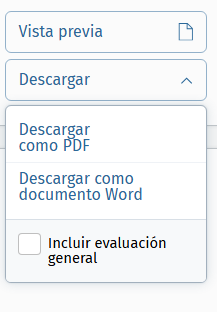 Vista previa
Descargar
Descargar
como PDF
Descargar como
documento Word
Incluir evaluación
general